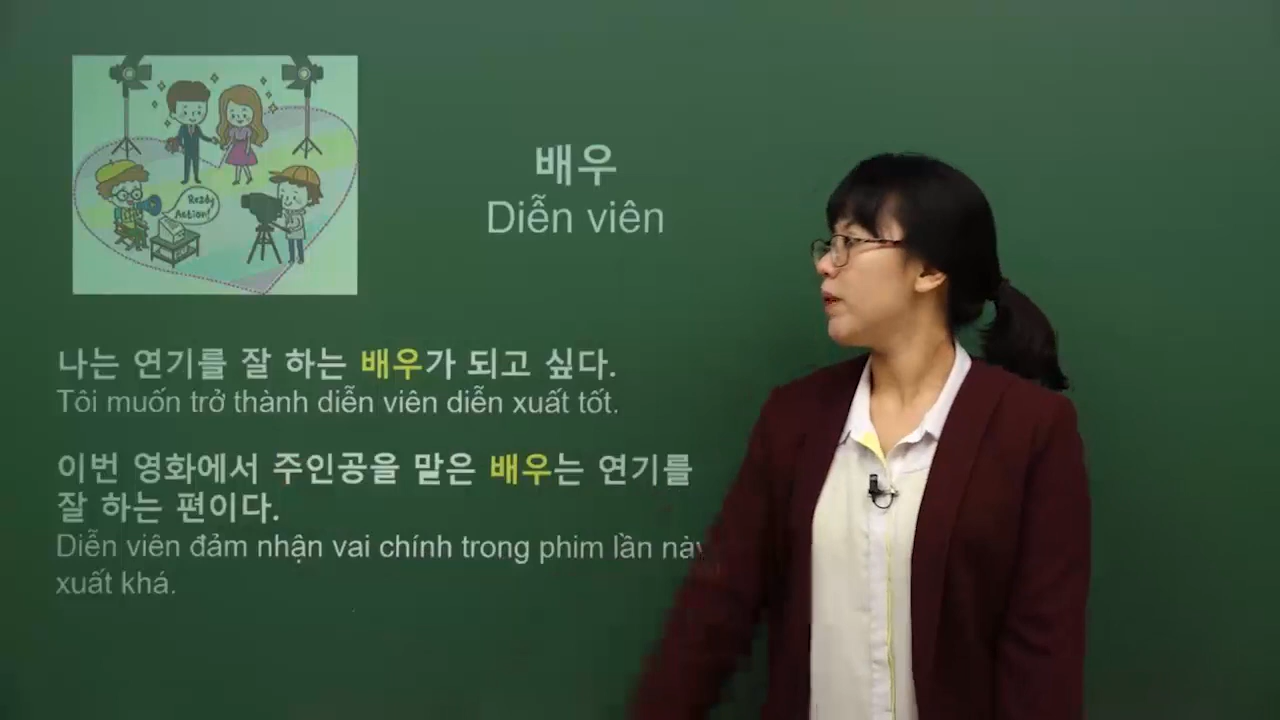 Ready
Action!
배우
Diễn viên
나는 연기를 잘 하는 배우가 되고 싶다.
Tôi muốn trở thành diễn viên diễn xuất tốt.
이번 영화에서 주인공을 맡은 배우는 연기를
잘 하는 편이다.
Diễn viên đảm nhận vai chính trong phim lần này
xuất khá.